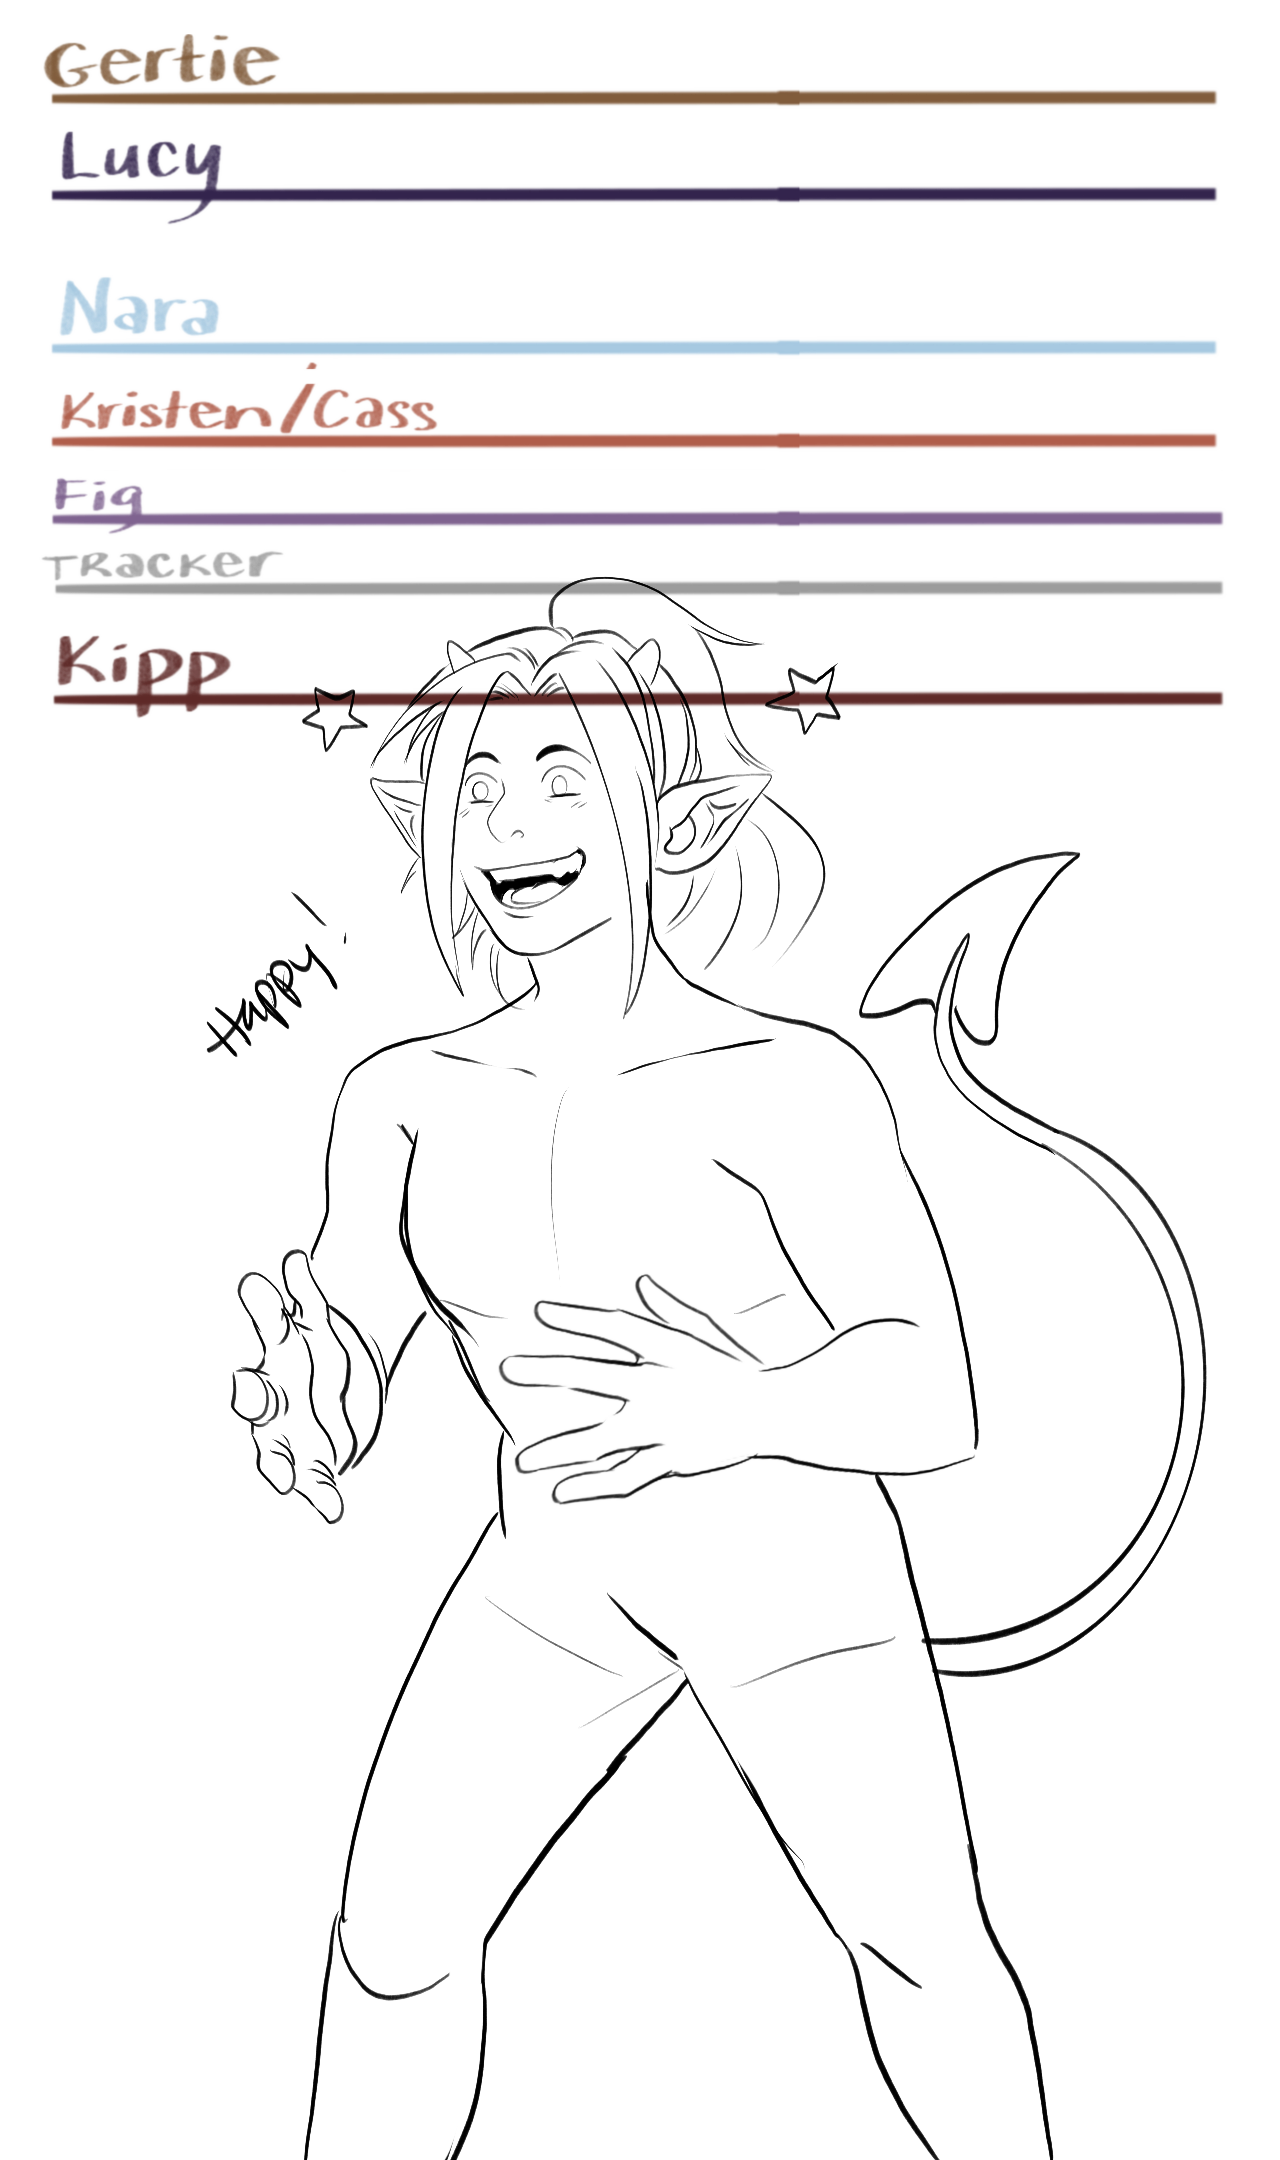 Gertie
Lucy
Nara
Kristen/Cass
Fig
TRacKer
Kipp
Happy!